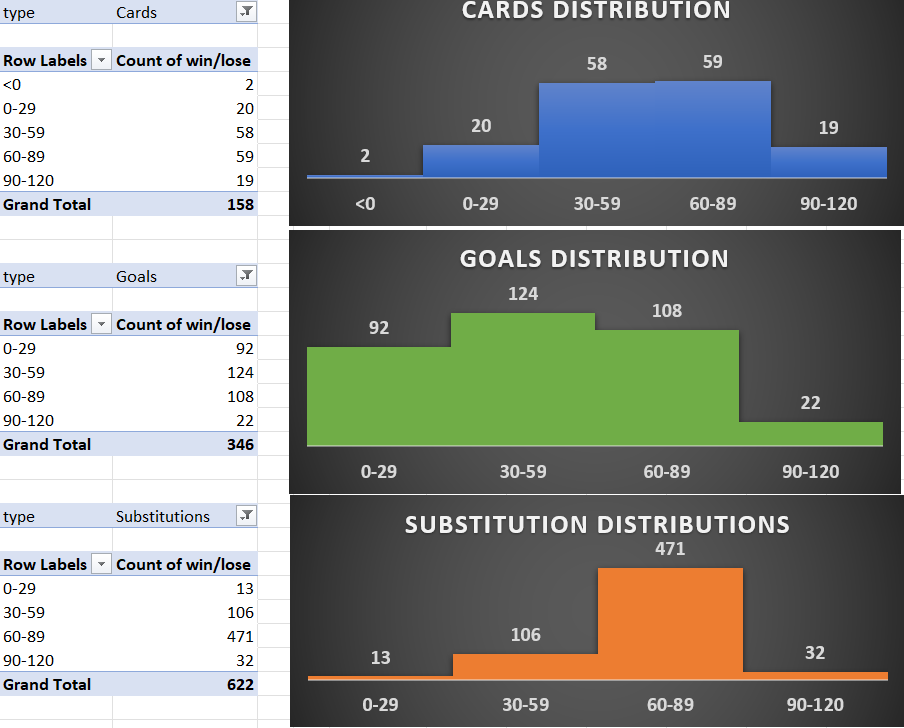 type Cards
Row Labels Count of win/lose
<0 2
0-29 20
30-59 58
60-89 59
90-120 19
Grand Total 158
CARDS DISTRIBUTION
2 20 58 59 19
<0 0-29 30-59 60-89 90-120
type Goals
Row Labels Count of win/lose
0-29 92
30-59 124
60-89 108
90-120 22
Grand Total 346
GOALS DISTRIBUTION
92 124 108 22
0-29 30-59 60-89 90-120
type Substitutions
Row Labels Count of win/lose
0-29 13
30-59 106
60-89 471
90-120 32
Grand Total 622
SUBSTITUTION DISTRIBUTIONS
13 106 471 32
0-29 30-59 60-89 90-120